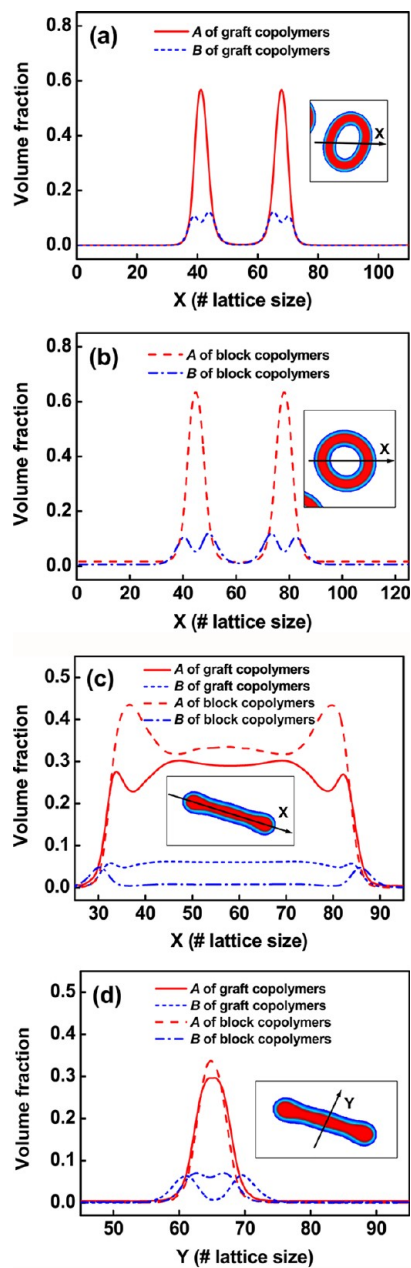 (a)
A of graft copolymers
B of graft copolymers
0.8
0.6
0.4
0.2
0.0
Volume fraction
X
0 20 40 60 80 100
X (# lattice size)
(b)
A of block copolymers
B of block copolymers
0.8
0.6
0.4
0.2
0.0
Volume fraction
X
0 20 40 60 80 100 120
X (# lattice size)
(c)
A of graft copolymers
B of graft copolymers
A of block copolymers
B of block copolymers
0.5
0.4
0.3
0.2
0.1
0.0
Volume fraction
X
30 40 50 60 70 80 90
X (# lattice size)
(d)
A of graft copolymers
B of graft copolymers
A of block copolymers
B of block copolymers
0.5
0.4
0.3
0.2
0.1
0.0
Volume fraction
Y
50 60 70 80 90
Y (# lattice size)